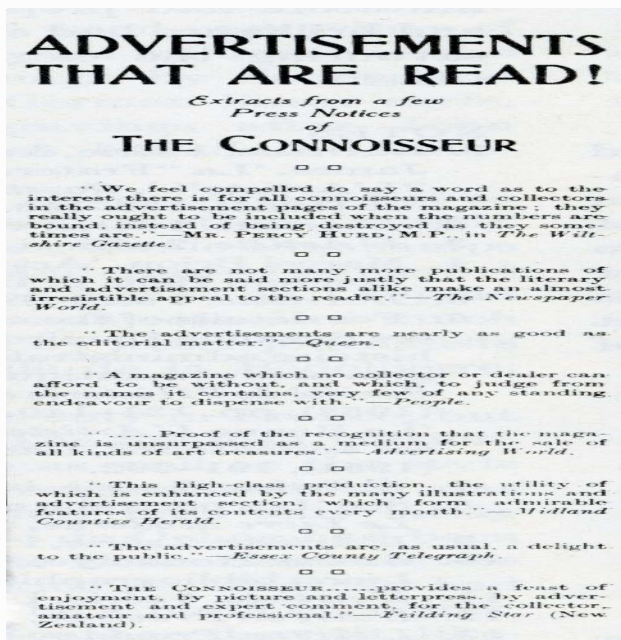 ADVERTISEMENTS
THAT ARE READ!
Extracts from a few
Press Notices
of
THE CONNOISSEUR
"We feel compelled to say a word as to the
interest there is for all connoisseurs and collectors
in the advertisement pages of the magazine; they
really ought to be included when the numbers are
bound, instead of being destroyed as they some-
times are."—MR. PERCY HURD, M.P., in The Wilt-
shire Gazette.
"There are not many more publications of
which it can be said more justly that the literary
and advertisement sections alike make an almost
irresistible appeal to the reader."—The Newspaper
World.
"The advertisements are nearly as good as
the editorial matter."—Queen.
"A magazine which no collector or dealer can
afford to be without, and which, to judge from
the names it contains, very few of any standing
endeavour to dispense with."—People.
"......Proof of the recognition that the maga-
zine is unsurpassed as a medium for the sale of
all kinds of art treasures."—Advertising World.
"This high-class production, the utility of
which is enhanced by the many illustrations and
advertisement section, which form admirable
features of its contents every month."—Midland
Counties Herald.
"The advertisements are, as usual, a delight
to the public."—Essex County Telegraph.
"THE CONNOISSEUR......provides a feast of
enjoyment, by picture and letterpress, by adver-
tisement and expert comment, for the collector,
amateur and professional."—Feilding Star (New
Zealand).